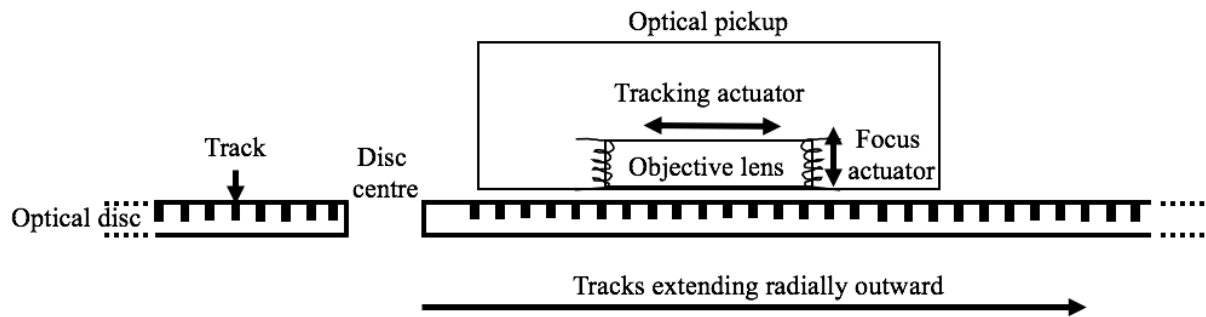 Optical pickup
Tracking actuator
Track
Disc
centre
Objective lens
Focus
actuator
Optical disc
Tracks extending radially outward